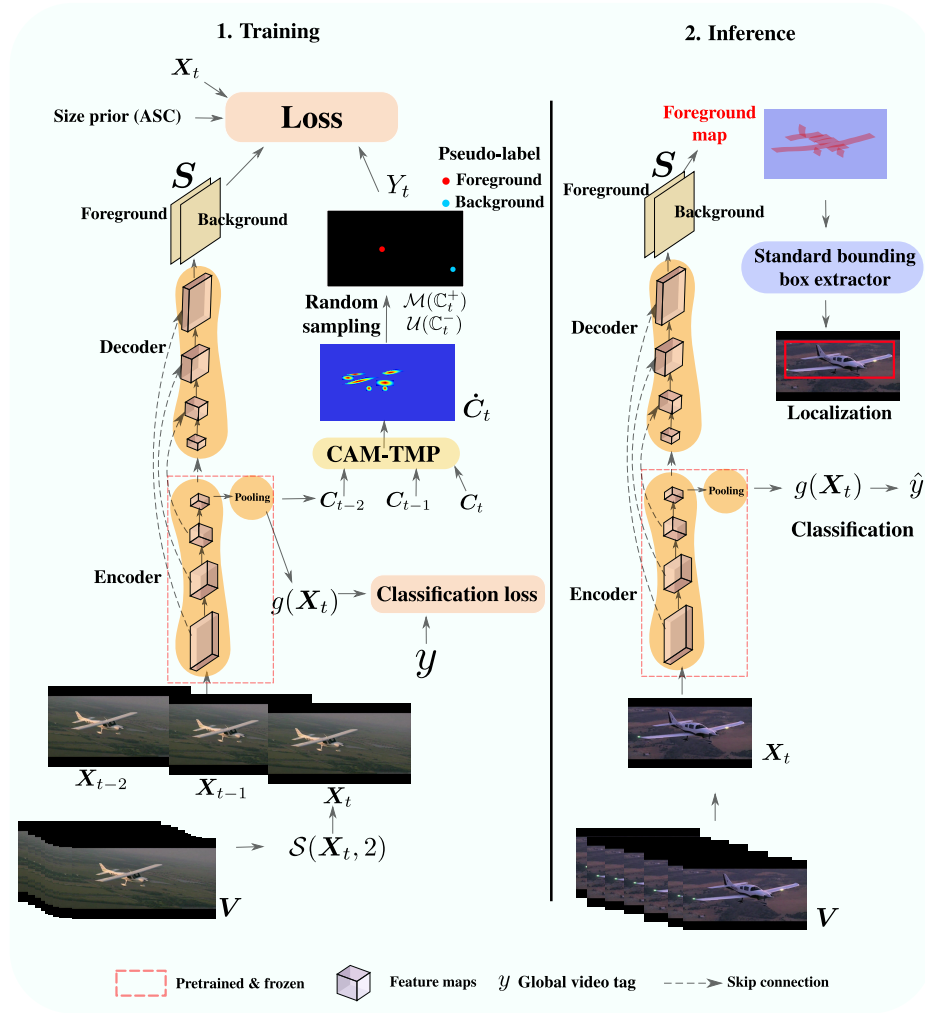 1. Training
X_t
Size prior (ASC)
Loss
S
Foreground
Background
Y_t
Pseudo-label
Foreground
Background
Random
sampling
M(ℂ_t^+)
U(ℂ_t^-)
Decoder
Ċ_t
CAM-TMP
Pooling
C_{t-2}
C_{t-1}
C_t
Encoder
g(X_t)
Classification loss
y
X_{t-2}
X_{t-1}
X_t
S(X_t, 2)
V
2. Inference
Foreground
map
S
Foreground
Background
Standard bounding
box extractor
Decoder
Localization
Pooling
g(X_t)
ŷ
Classification
Encoder
X_t
V
Pretrained & frozen
Feature maps
y Global video tag
Skip connection